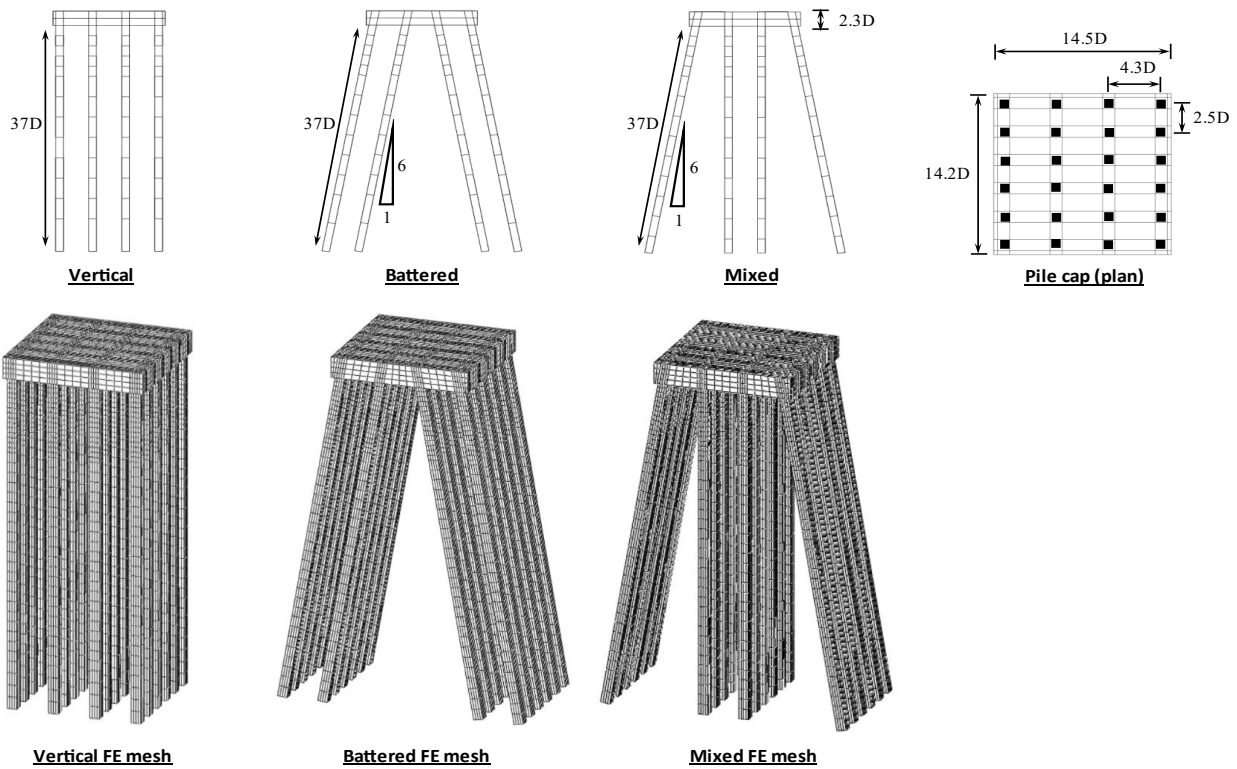 2.3D
14.5D
4.3D
37D
37D
37D
2.5D
6
6
14.2D
1
1
Vertical
Battered
Mixed
Pile cap (plan)
Vertical FE mesh
Battered FE mesh
Mixed FE mesh